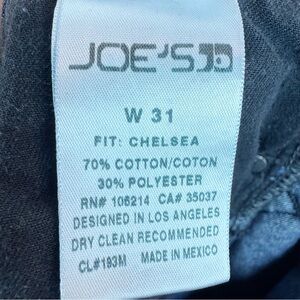 JOE'S
W 31
FIT: CHELSEA
70% COTTON/COTON
30% POLYESTER
RN# 106214 CA# 35037
DESIGNED IN LOS ANGELES
DRY CLEAN RECOMMENDED
CL#193M MADE IN MEXICO